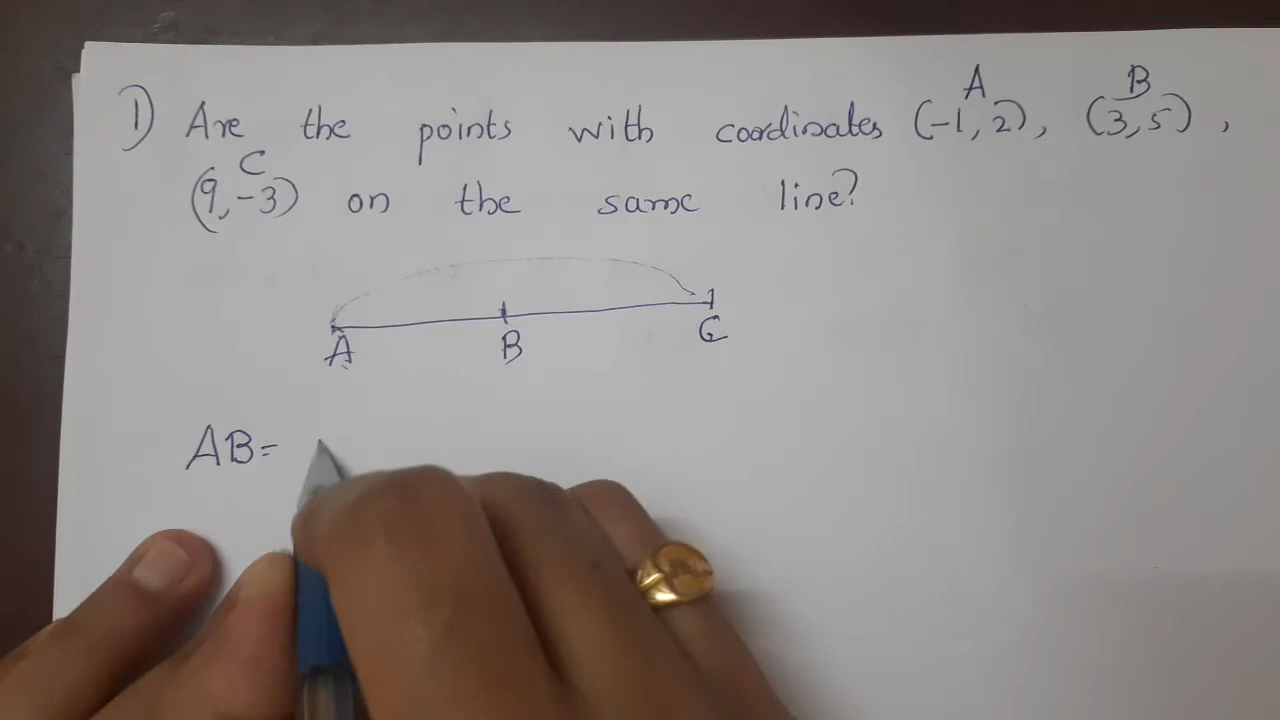 A B
1) Are the points with coordinates (-1, 2), (3, 5),
C
(9, -3) on the same line?
A B C
AB=